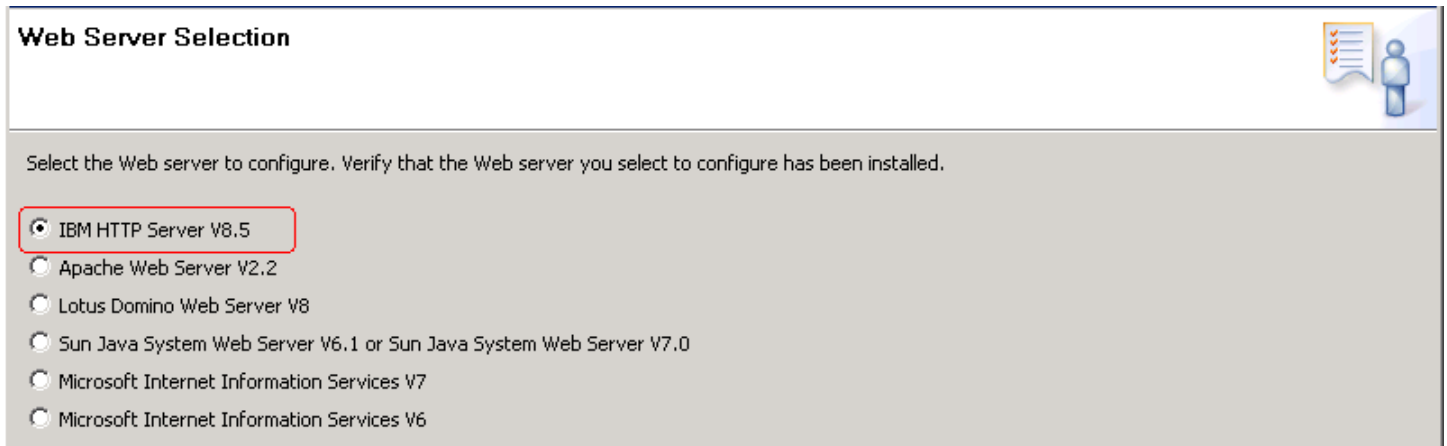 Web Server Selection
Select the Web server to configure. Verify that the Web server you select to configure has been installed.
IBM HTTP Server V8.5
Apache Web Server V2.2
Lotus Domino Web Server V8
Sun Java System Web Server V6.1 or Sun Java System Web Server V7.0
Microsoft Internet Information Services V7
Microsoft Internet Information Services V6